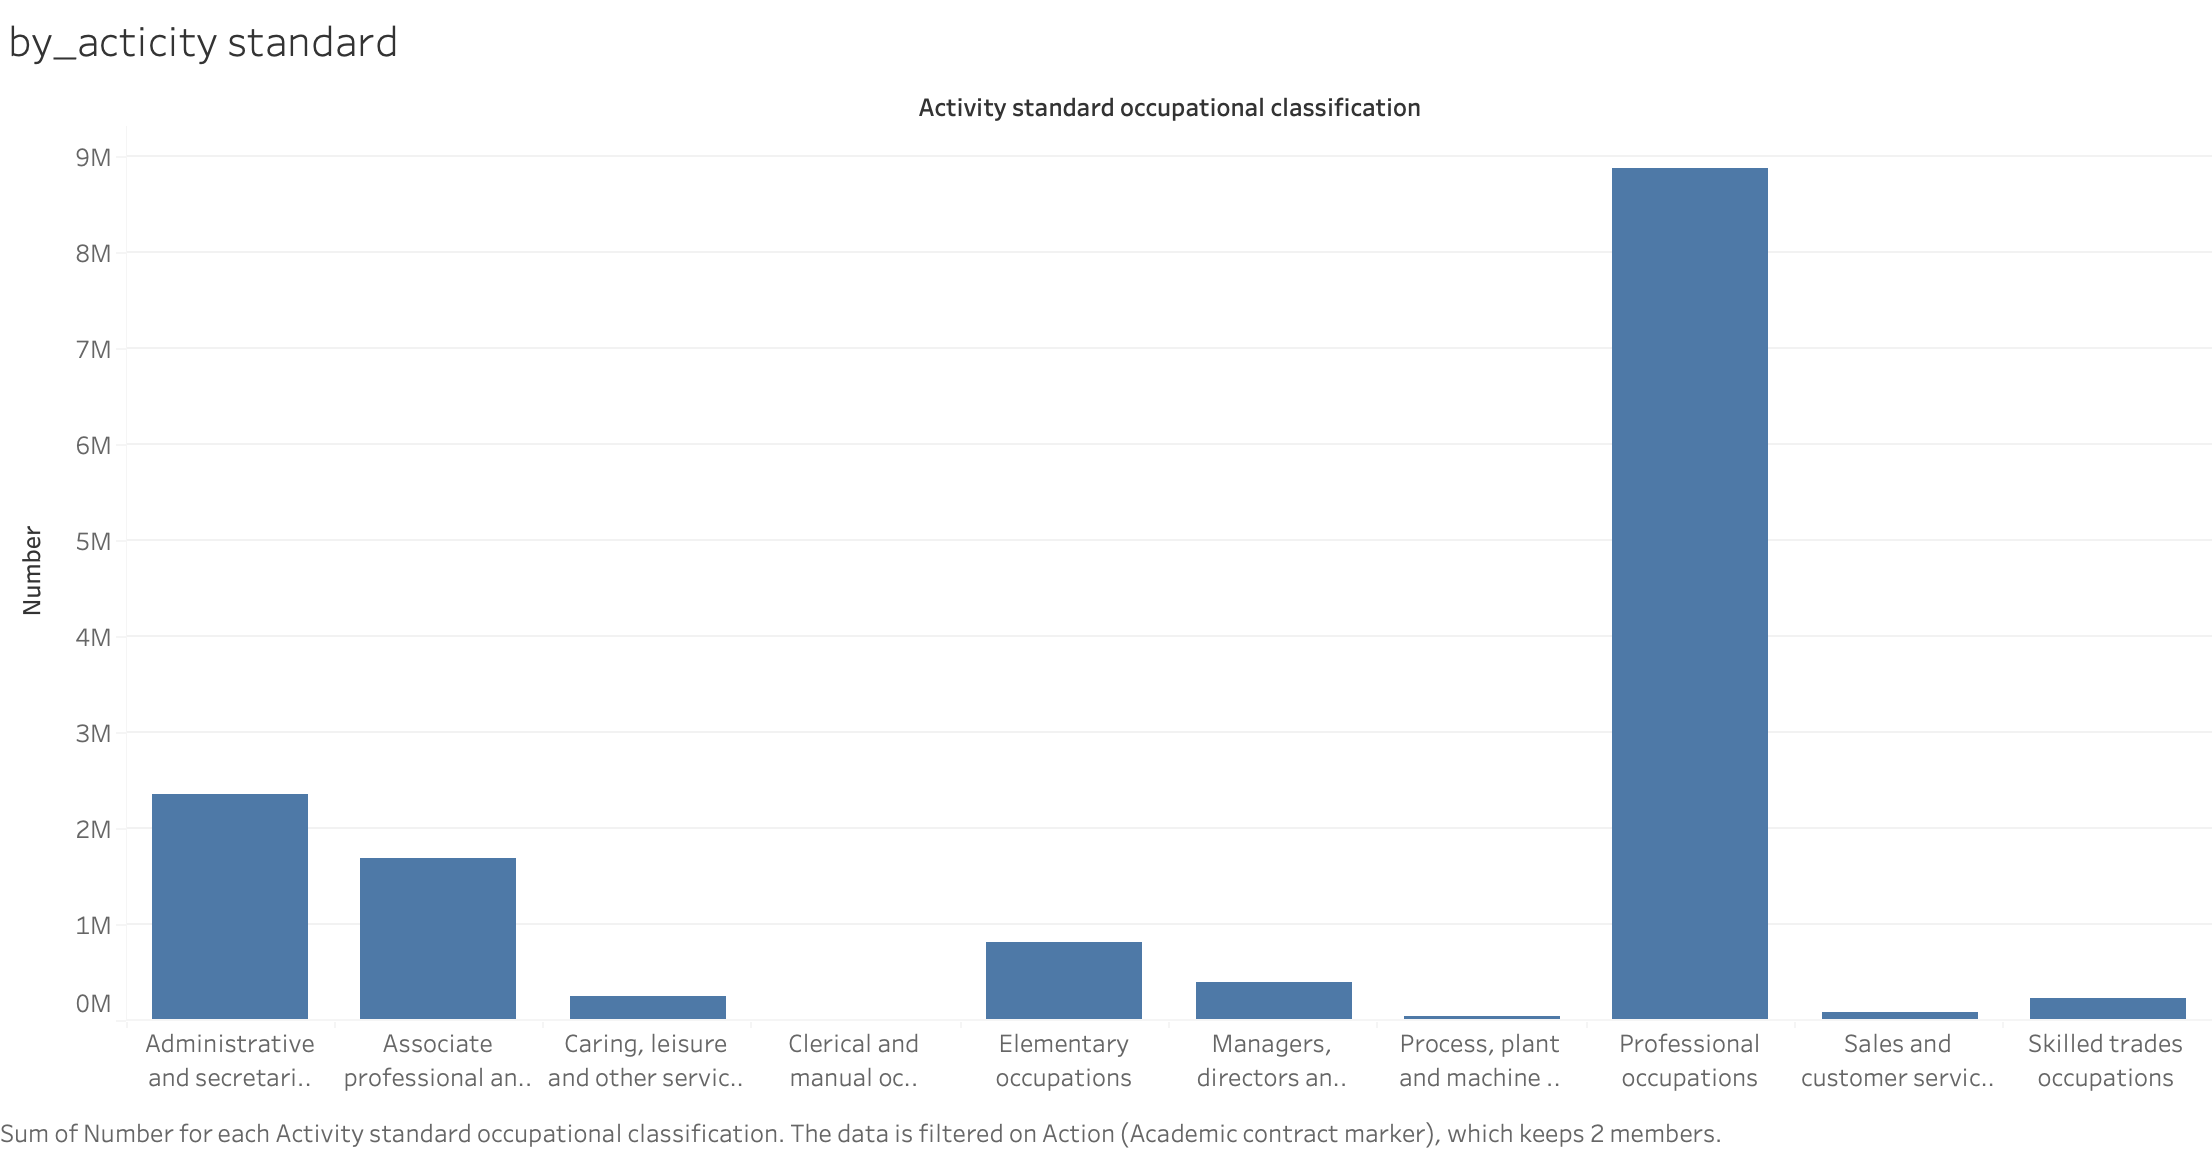 by_acticity standard
Activity standard occupational classification
9M
8M
7M
6M
5M
4M
3M
2M
1M
0M
Number
Administrative
and secretari..
Associate
professional an..
Caring, leisure
and other servic..
Clerical and
manual oc..
Elementary
occupations
Managers,
directors an..
Process, plant
and machine ..
Professional
occupations
Sales and
customer servic..
Skilled trades
occupations
Sum of Number for each Activity standard occupational classification. The data is filtered on Action (Academic contract marker), which keeps 2 members.